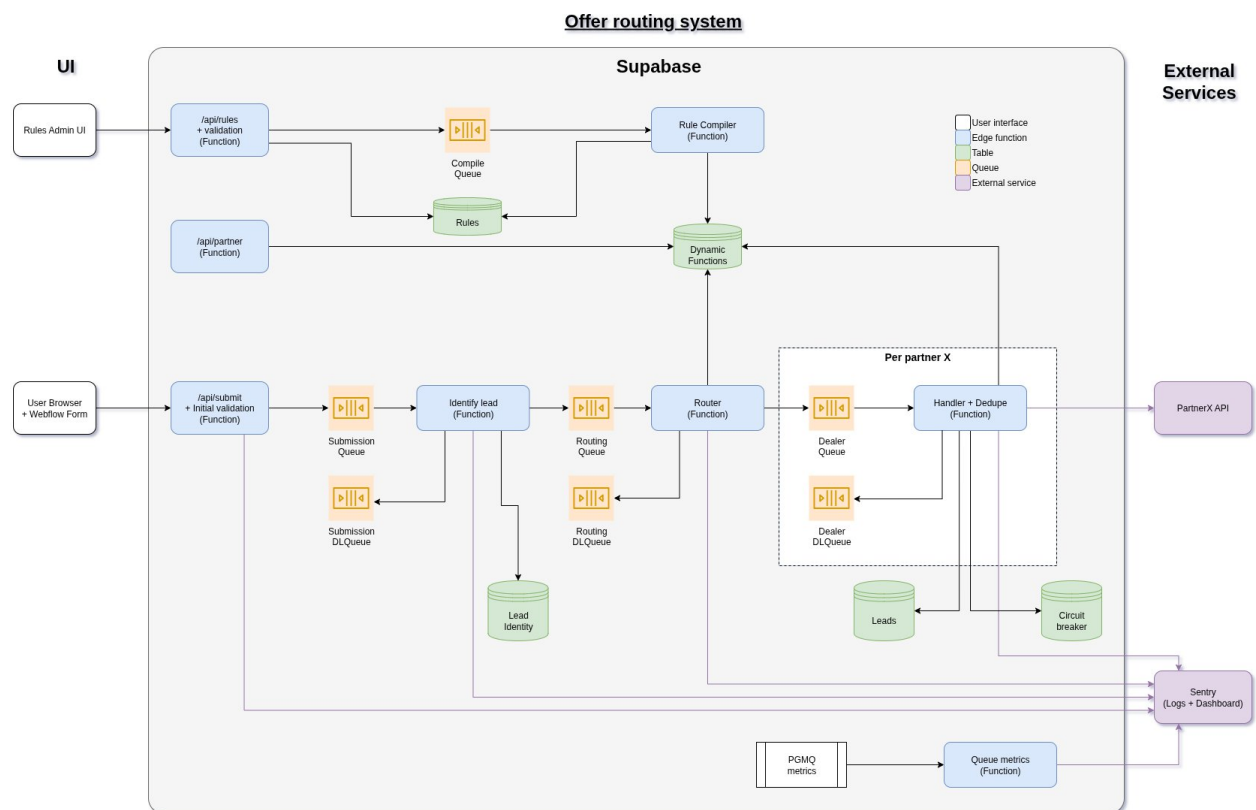 Offer routing system
UI
Supabase
External
Services
Rules Admin UI
/api/rules
+ validation
(Function)
Compile
Queue
Rule Compiler
(Function)
User interface
Edge function
Table
Queue
External service
Rules
/api/partner
(Function)
Dynamic
Functions
Per partner X
User Browser
+ Webflow Form
/api/submit
+ Initial validation
(Function)
Submission
Queue
Identify lead
(Function)
Routing
Queue
Router
(Function)
Dealer
Queue
Handler + Dedupe
(Function)
PartnerX API
Submission
DLQueue
Routing
DLQueue
Dealer
DLQueue
Lead
Identity
Leads
Circuit
breaker
Sentry
(Logs + Dashboard)
PGMQ
metrics
Queue metrics
(Function)